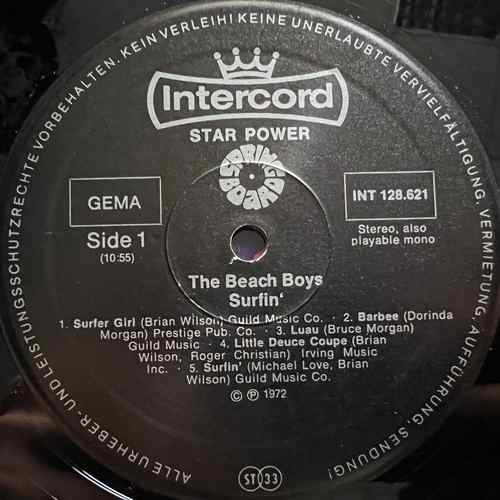 ALLE URHEBER- UND LEISTUNGSSCHUTZRECHTE VORBEHALTEN. KEIN VERLEIH! KEINE UNERLAUBTE VERVIELFÄLTIGUNG, VERMIETUNG, AUFFÜHRUNG, SENDUNG!
Intercord
STAR POWER
SPRINGBOARD
GEMA
INT 128.621
Side 1
(10:55)
Stereo, also
playable mono
The Beach Boys
Surfin'
1. Surfer Girl (Brian Wilson) Guild Music Co. · 2. Barbee (Dorinda
Morgan) Prestige Pub. Co. · 3. Luau (Bruce Morgan)
Guild Music · 4. Little Deuce Coupe (Brian
Wilson, Roger Christian) Irving Music
Inc. · 5. Surfin' (Michael Love, Brian
Wilson) Guild Music Co.
© ℗ 1972
ST 33